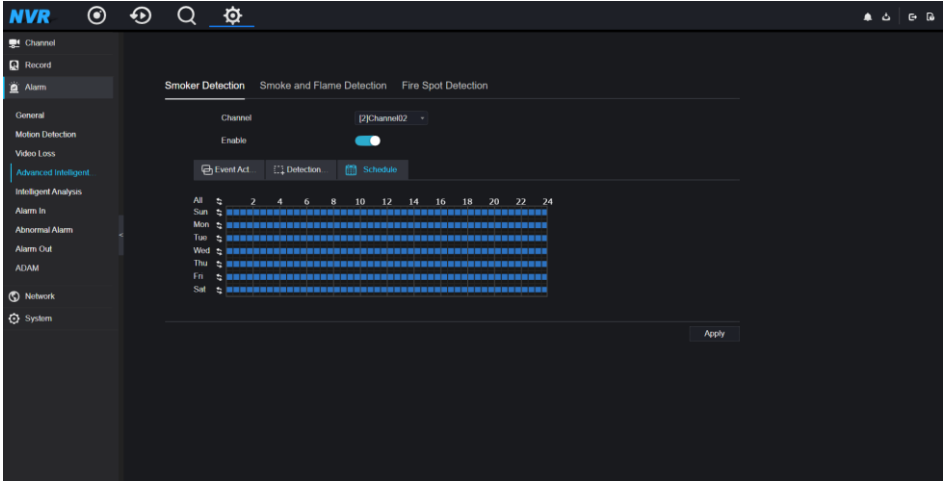 NVR
Channel
Record
Alarm
General
Motion Detection
Video Loss
Advanced Intelligent...
Intelligent Analysis
Alarm In
Abnormal Alarm
Alarm Out
ADAM
Network
System
Smoker Detection Smoke and Flame Detection Fire Spot Detection
Channel [2]Channel02
Enable
Event Act... Detection... Schedule
All 2 4 6 8 10 12 14 16 18 20 22 24
Sun
Mon
Tue
Wed
Thu
Fri
Sat
Apply